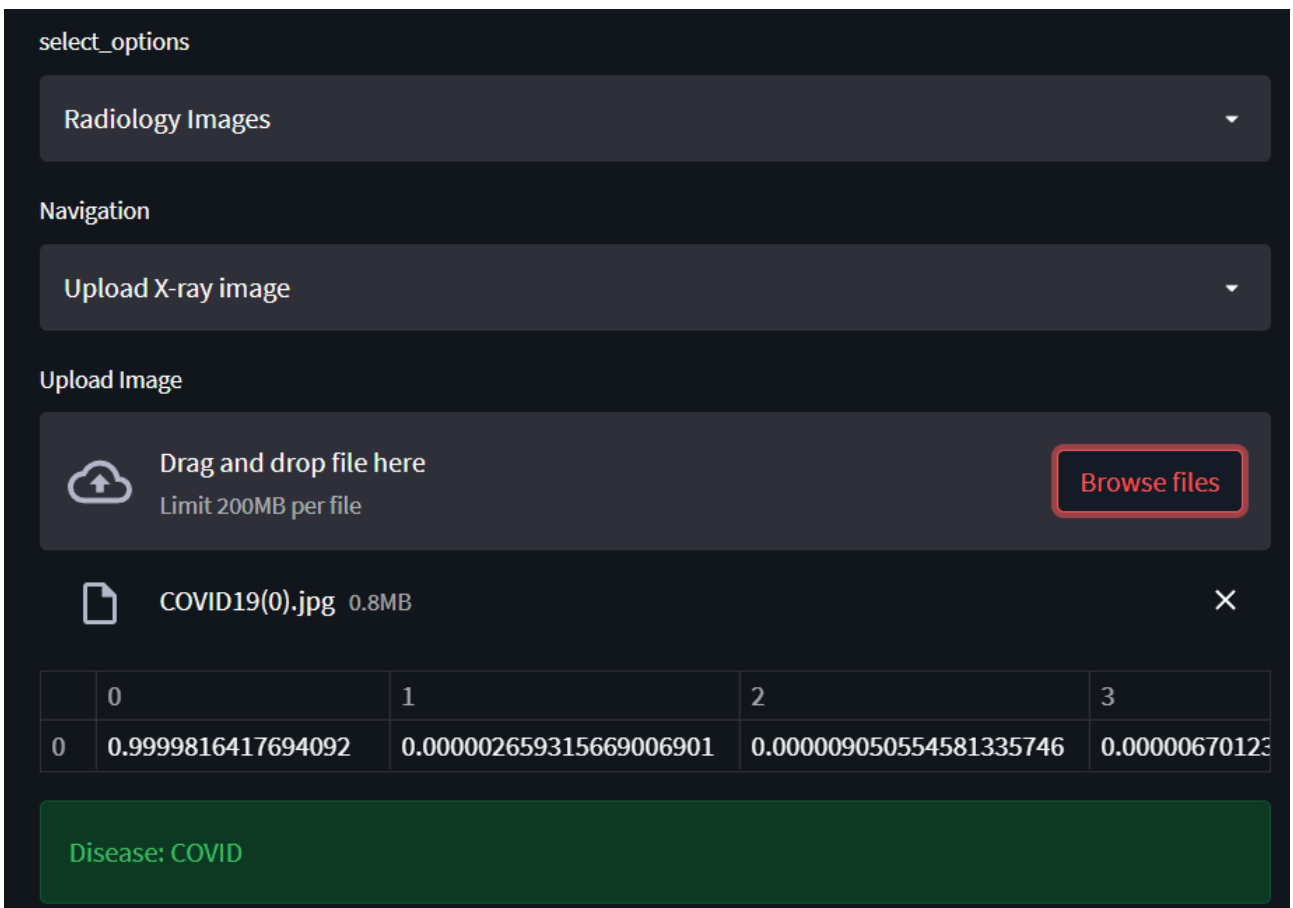 select_options
Radiology Images
Navigation
Upload X-ray image
Upload Image
Drag and drop file here
Limit 200MB per file
Browse files
COVID19(0).jpg 0.8MB
0 1 2 3
0 0.9999816417694092 0.000002659315669006901 0.000009050554581335746 0.00000670123
Disease: COVID